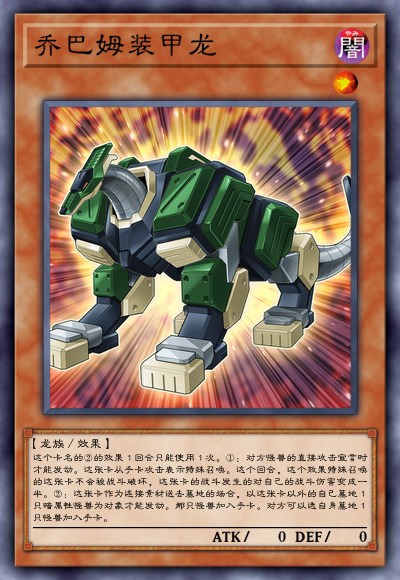 乔巴姆装甲龙
やみ
闇
【龙族／效果】
这个卡名的②的效果１回合只能使用１次。①：对方怪兽的直接攻击宣言时
才能发动。这张卡从手卡攻击表示特殊召唤。这个回合，这个效果特殊召唤
的这张卡不会被战斗破坏，这张卡的战斗发生的对自己的战斗伤害变成一
半。②：这张卡作为连接素材送去墓地的场合，以这张卡以外的自己墓地１
只暗属性怪兽为对象才能发动。那只怪兽加入手卡。对方可以选自身墓地１
只怪兽加入手卡。
ATK/ 0 DEF/ 0